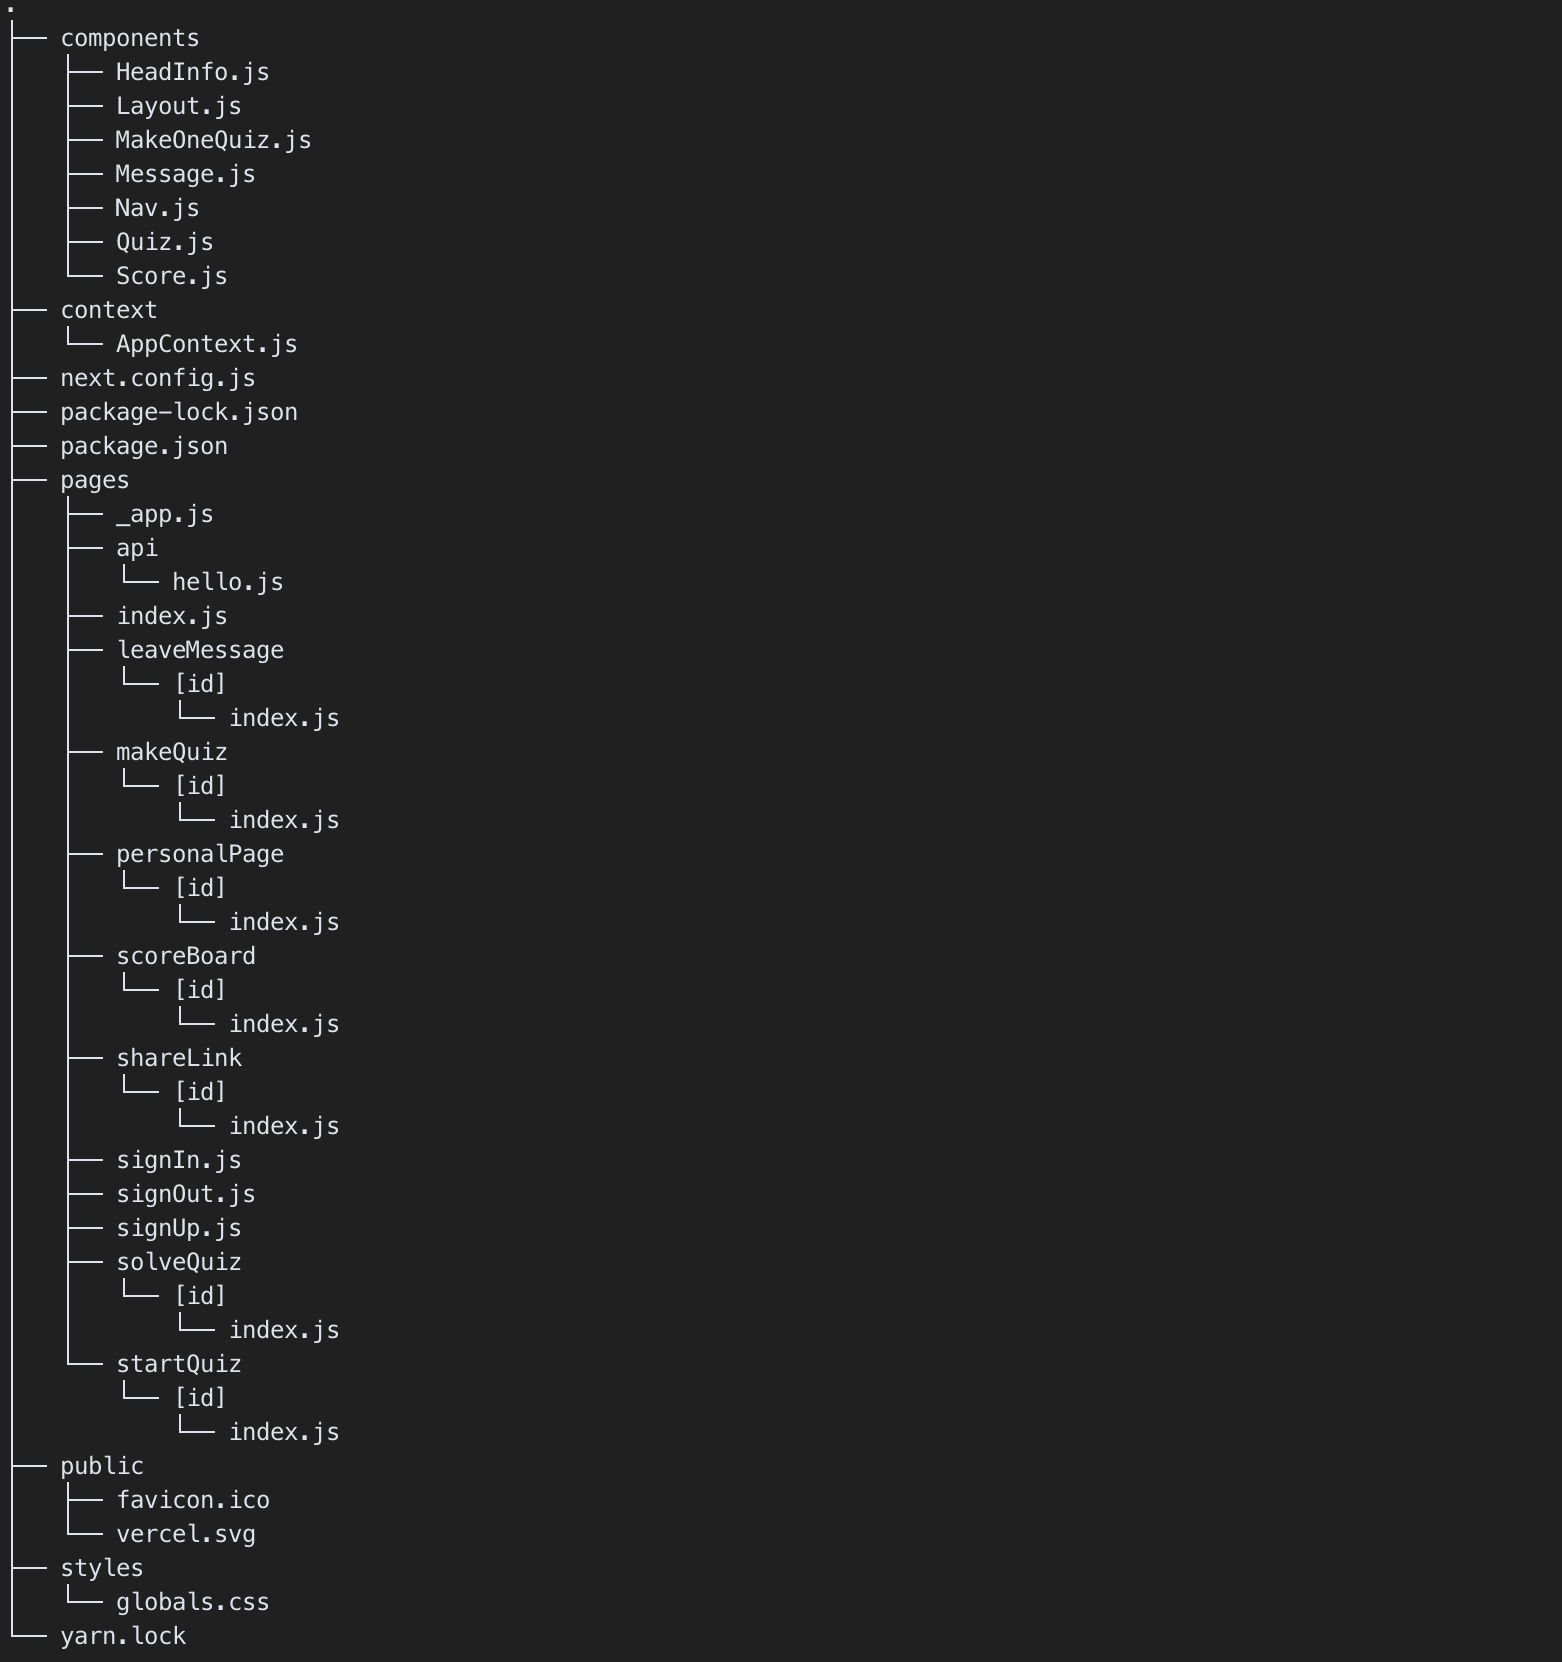 .
├── components
│   ├── HeadInfo.js
│   ├── Layout.js
│   ├── MakeOneQuiz.js
│   ├── Message.js
│   ├── Nav.js
│   ├── Quiz.js
│   └── Score.js
├── context
│   └── AppContext.js
├── next.config.js
├── package-lock.json
├── package.json
├── pages
│   ├── _app.js
│   ├── api
│   │   └── hello.js
│   ├── index.js
│   ├── leaveMessage
│   │   └── [id]
│   │       └── index.js
│   ├── makeQuiz
│   │   └── [id]
│   │       └── index.js
│   ├── personalPage
│   │   └── [id]
│   │       └── index.js
│   ├── scoreBoard
│   │   └── [id]
│   │       └── index.js
│   ├── shareLink
│   │   └── [id]
│   │       └── index.js
│   ├── signIn.js
│   ├── signOut.js
│   ├── signUp.js
│   ├── solveQuiz
│   │   └── [id]
│   │       └── index.js
│   └── startQuiz
│       └── [id]
│           └── index.js
├── public
│   ├── favicon.ico
│   └── vercel.svg
├── styles
│   └── globals.css
└── yarn.lock